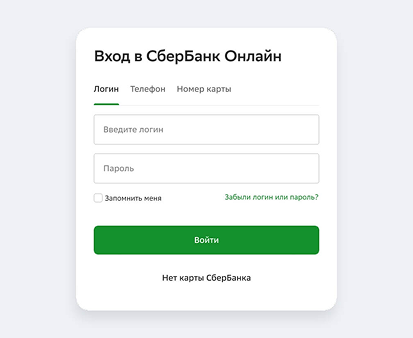 Вход в СберБанк Онлайн
Логин Телефон Номер карты
Введите логин
Пароль
Запомнить меня Забыли логин или пароль?
Войти
Нет карты СберБанка